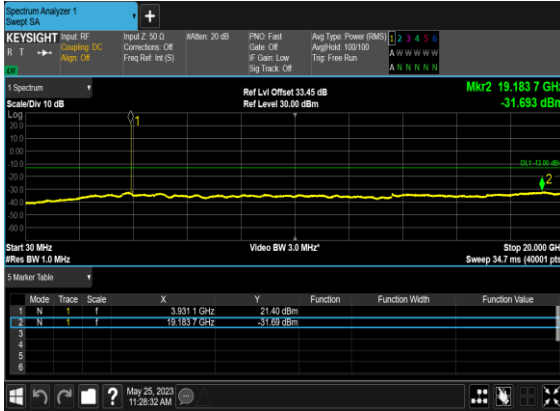 Spectrum Analyzer 1
Swept SA
+
KEYSIGHT
R T
Input: RF
Coupling: DC
Align: Off
Input Z: 50 Ω
Corrections: Off
Freq Ref: Int (S)
#Atten: 20 dB
PNO: Fast
Gate: Off
IF Gain: Low
Sig Track: Off
Avg Type: Power (RMS)
Avg|Hold: 100/100
Trig: Free Run
1 2 3 4 5 6
A W W W W W
A N N N N N
1 Spectrum
Scale/Div 10 dB
Ref Lvl Offset 33.45 dB
Ref Level 30.00 dBm
Mkr2 19.183 7 GHz
-31.693 dBm
Log
20.0
10.0
0.00
-10.0
-20.0
-30.0
-40.0
-50.0
-60.0
1
DL1 -13.00 dBm
2
Start 30 MHz
#Res BW 1.0 MHz
Video BW 3.0 MHz*
Stop 20.000 GHz
Sweep 34.7 ms (40001 pts)
5 Marker Table
Mode Trace Scale X Y Function Function Width Function Value
1 N 1 f 3.931 1 GHz 21.40 dBm
2 N 1 f 19.183 7 GHz -31.69 dBm
3
4
5
6
?
May 25, 2023
11:28:32 AM